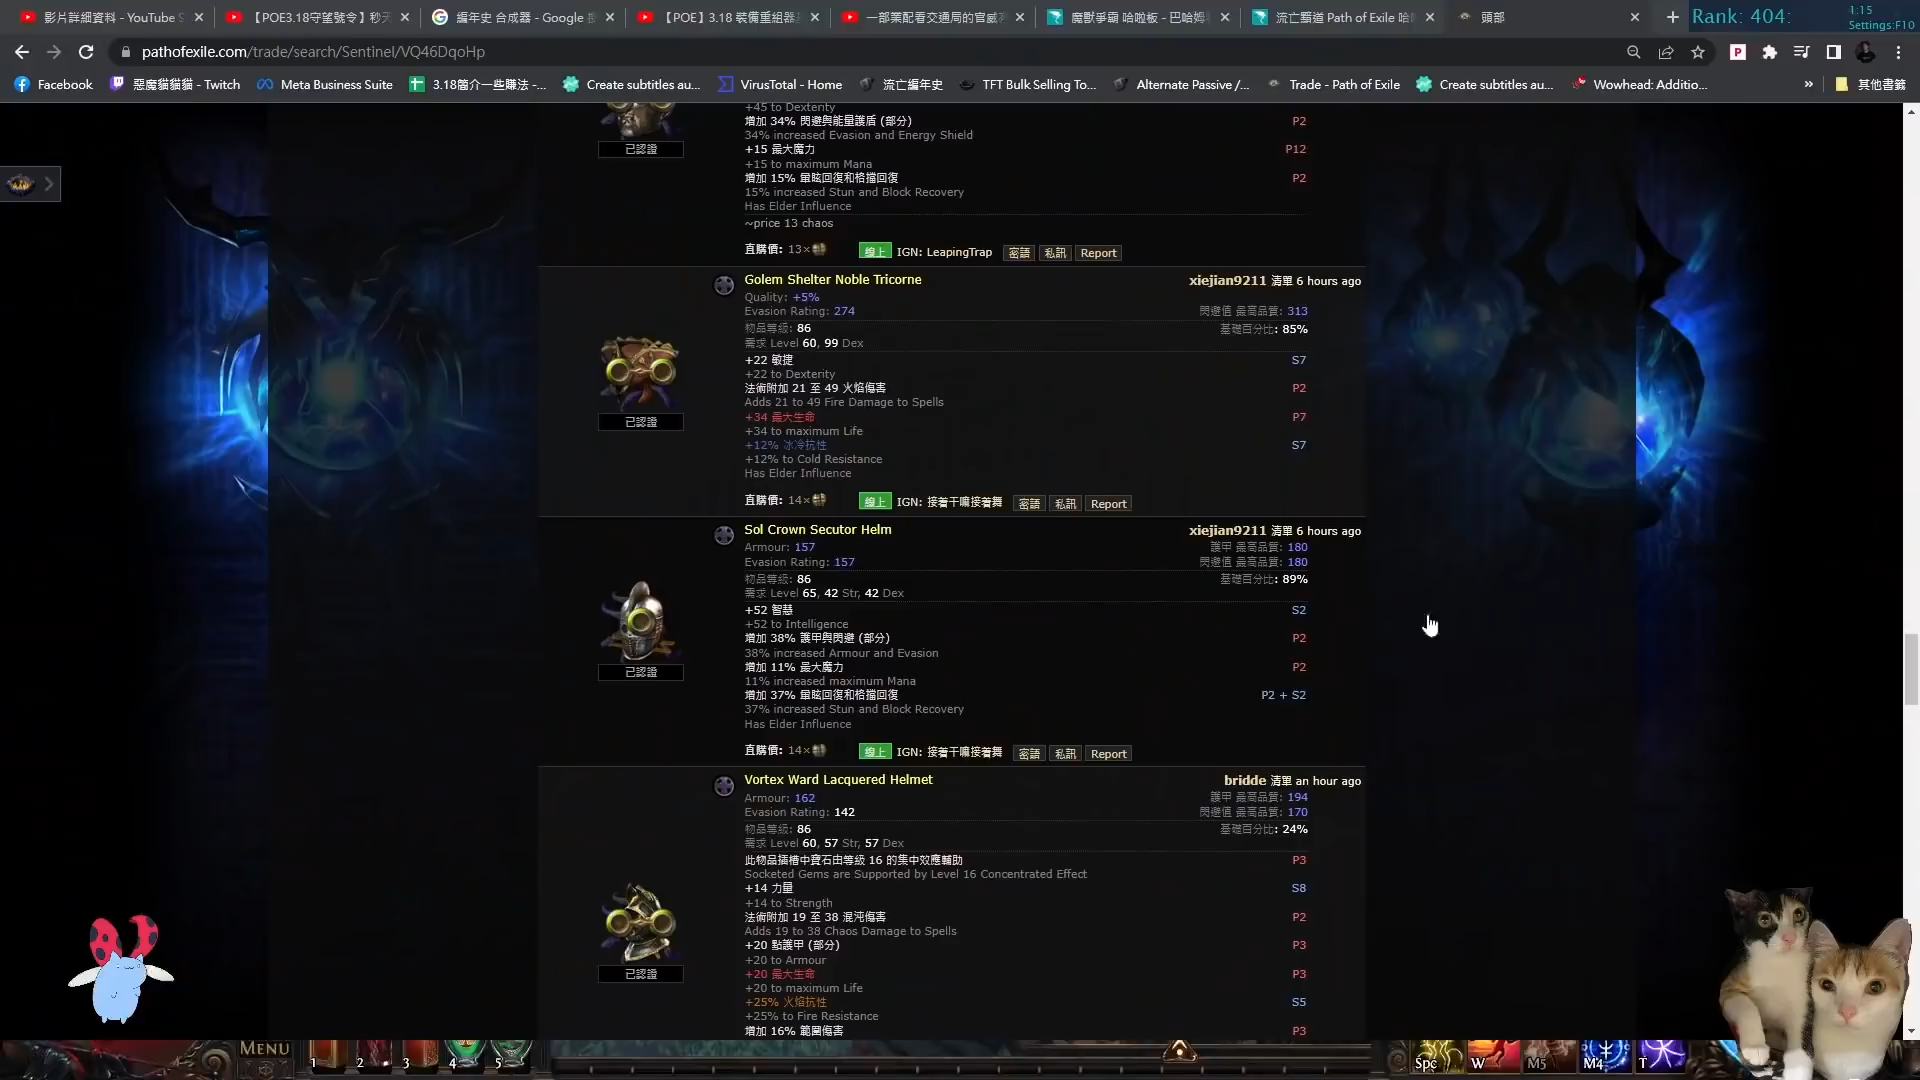 影片詳細資料 - YouTube S
【POE3.18守望號令】秒天
編年史 合成器 - Google
【POE】3.18 裝備重組器
一部業配看交通局的官威
魔獸爭霸 哈啦板 - 巴哈姆
流亡黯道 Path of Exile 哈
頭部
Rank: 404:
1:15
Settings:F10
pathofexile.com/trade/search/Sentinel/VQ46DqoHp
Facebook
惡魔貓貓貓 - Twitch
Meta Business Suite
3.18簡介一些賺法 -...
Create subtitles au...
VirusTotal - Home
流亡編年史
TFT Bulk Selling To...
Alternate Passive /...
Trade - Path of Exile
Create subtitles au...
Wowhead: Additio...
»
其他書籤
+45 to Dexterity
增加 34% 閃避與能量護盾 (部分) P2
34% increased Evasion and Energy Shield
+15 最大魔力 P12
+15 to maximum Mana
增加 15% 暈眩回復和格擋回復 P2
15% increased Stun and Block Recovery
Has Elder Influence
已認證
~price 13 chaos
直購價: 13× 線上 IGN: LeapingTrap 密語 私訊 Report
Golem Shelter Noble Tricorne xiejian9211 清單 6 hours ago
Quality: +5%
Evasion Rating: 274 閃避值 最高品質: 313
物品等級: 86 基礎百分比: 85%
需求 Level 60, 99 Dex
+22 敏捷 S7
+22 to Dexterity
法術附加 21 至 49 火焰傷害 P2
Adds 21 to 49 Fire Damage to Spells
+34 最大生命 P7
+34 to maximum Life
+12% 冰冷抗性 S7
+12% to Cold Resistance
Has Elder Influence
已認證
直購價: 14× 線上 IGN: 接着干嘛接着舞 密語 私訊 Report
Sol Crown Secutor Helm xiejian9211 清單 6 hours ago
Armour: 157 護甲 最高品質: 180
Evasion Rating: 157 閃避值 最高品質: 180
物品等級: 86 基礎百分比: 89%
需求 Level 65, 42 Str, 42 Dex
+52 智慧 S2
+52 to Intelligence
增加 38% 護甲與閃避 (部分) P2
38% increased Armour and Evasion
增加 11% 最大魔力 P2
11% increased maximum Mana
增加 37% 暈眩回復和格擋回復 P2 + S2
37% increased Stun and Block Recovery
Has Elder Influence
已認證
直購價: 14× 線上 IGN: 接着干嘛接着舞 密語 私訊 Report
Vortex Ward Lacquered Helmet bridde 清單 an hour ago
Armour: 162 護甲 最高品質: 194
Evasion Rating: 142 閃避值 最高品質: 170
物品等級: 86 基礎百分比: 24%
需求 Level 60, 57 Str, 57 Dex
此物品插槽中寶石由等級 16 的集中效應輔助 P3
Socketed Gems are Supported by Level 16 Concentrated Effect
+14 力量 S8
+14 to Strength
法術附加 19 至 38 混沌傷害 P2
Adds 19 to 38 Chaos Damage to Spells
+20 點護甲 (部分) P3
+20 to Armour
+20 最大生命 P3
+20 to maximum Life
+25% 火焰抗性 S5
+25% to Fire Resistance
增加 16% 範圍傷害 P3
已認證
MENU 1 2 3 4 5 Spc W M5 M4 T